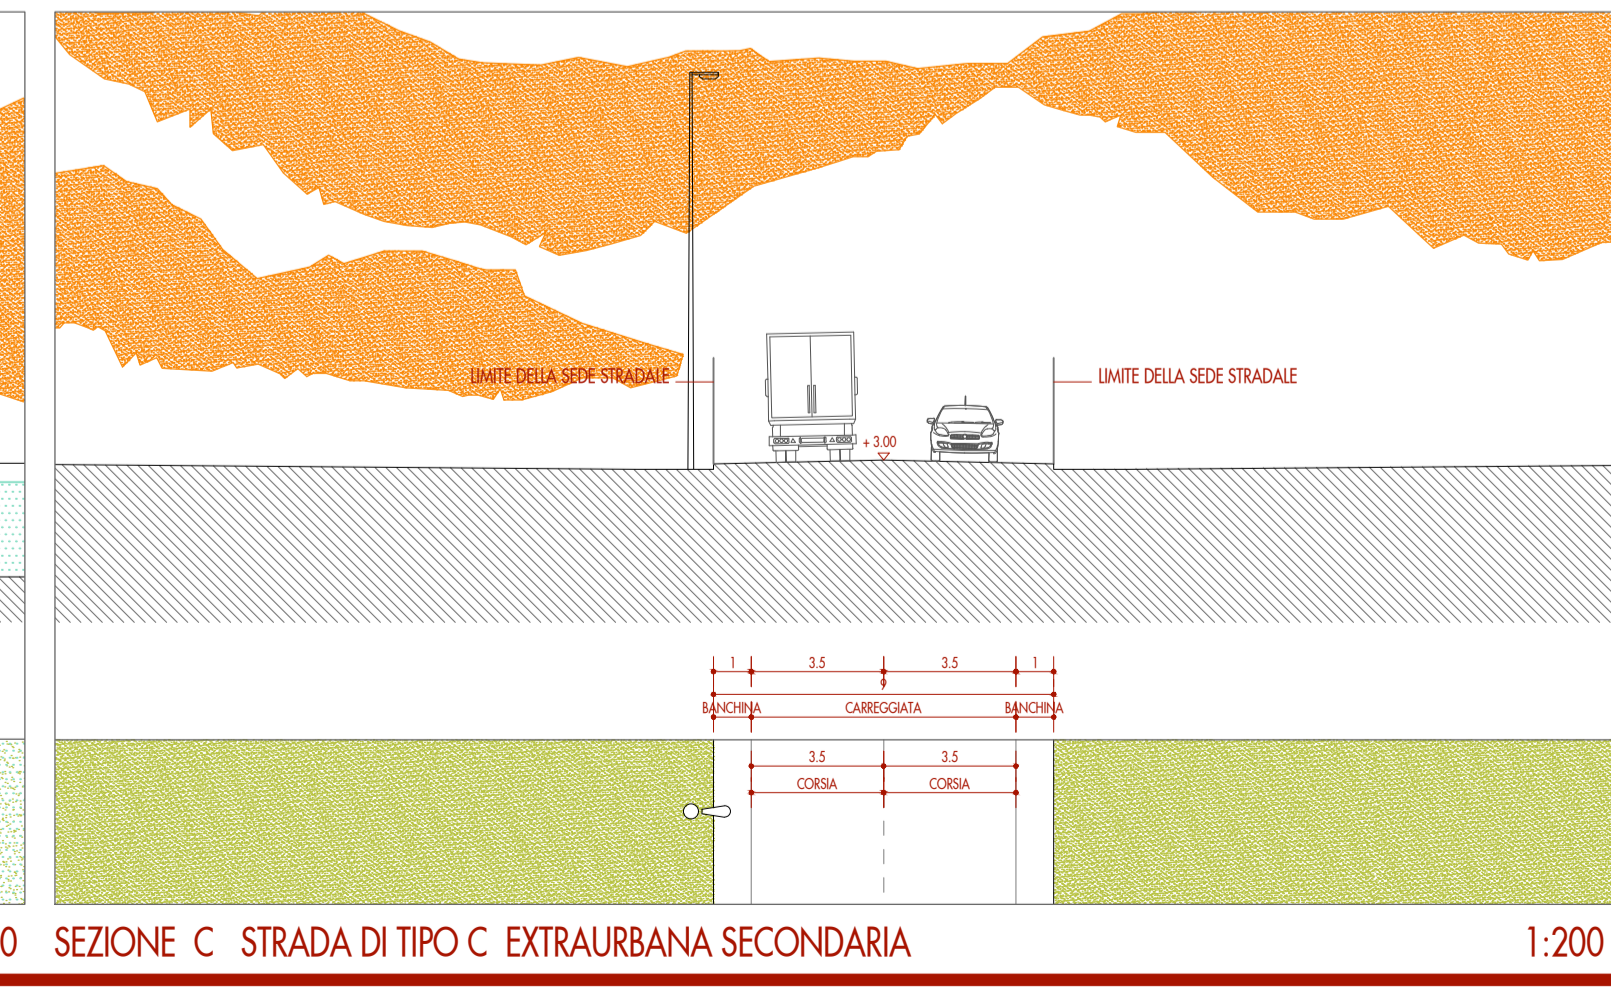 LIMITE DELLA SEDE STRADALE
LIMITE DELLA SEDE STRADALE
+ 3.00
1 3.5 3.5 1
9
BANCHINA CARREGGIATA BANCHINA
3.5 3.5
CORSIA CORSIA
0 SEZIONE C STRADA DI TIPO C EXTRAURBANA SECONDARIA 1:200